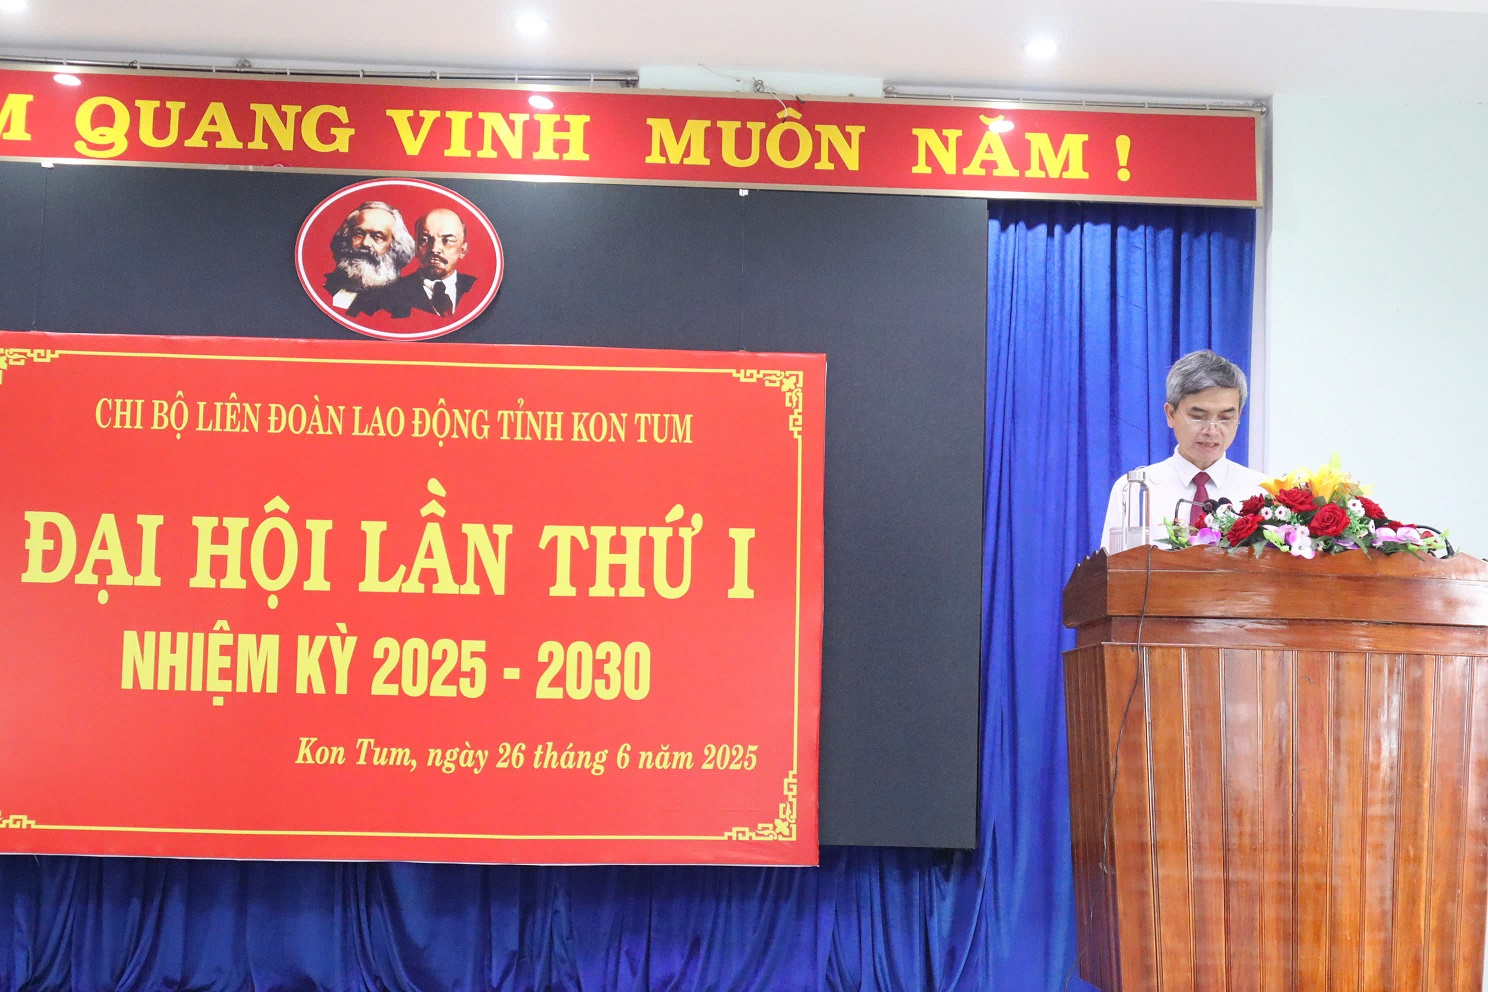 QUANG VINH MUÔN NĂM !
CHI BỘ LIÊN ĐOÀN LAO ĐỘNG TỈNH KON TUM
ĐẠI HỘI LẦN THỨ I
NHIỆM KỲ 2025 - 2030
Kon Tum, ngày 26 tháng 6 năm 2025